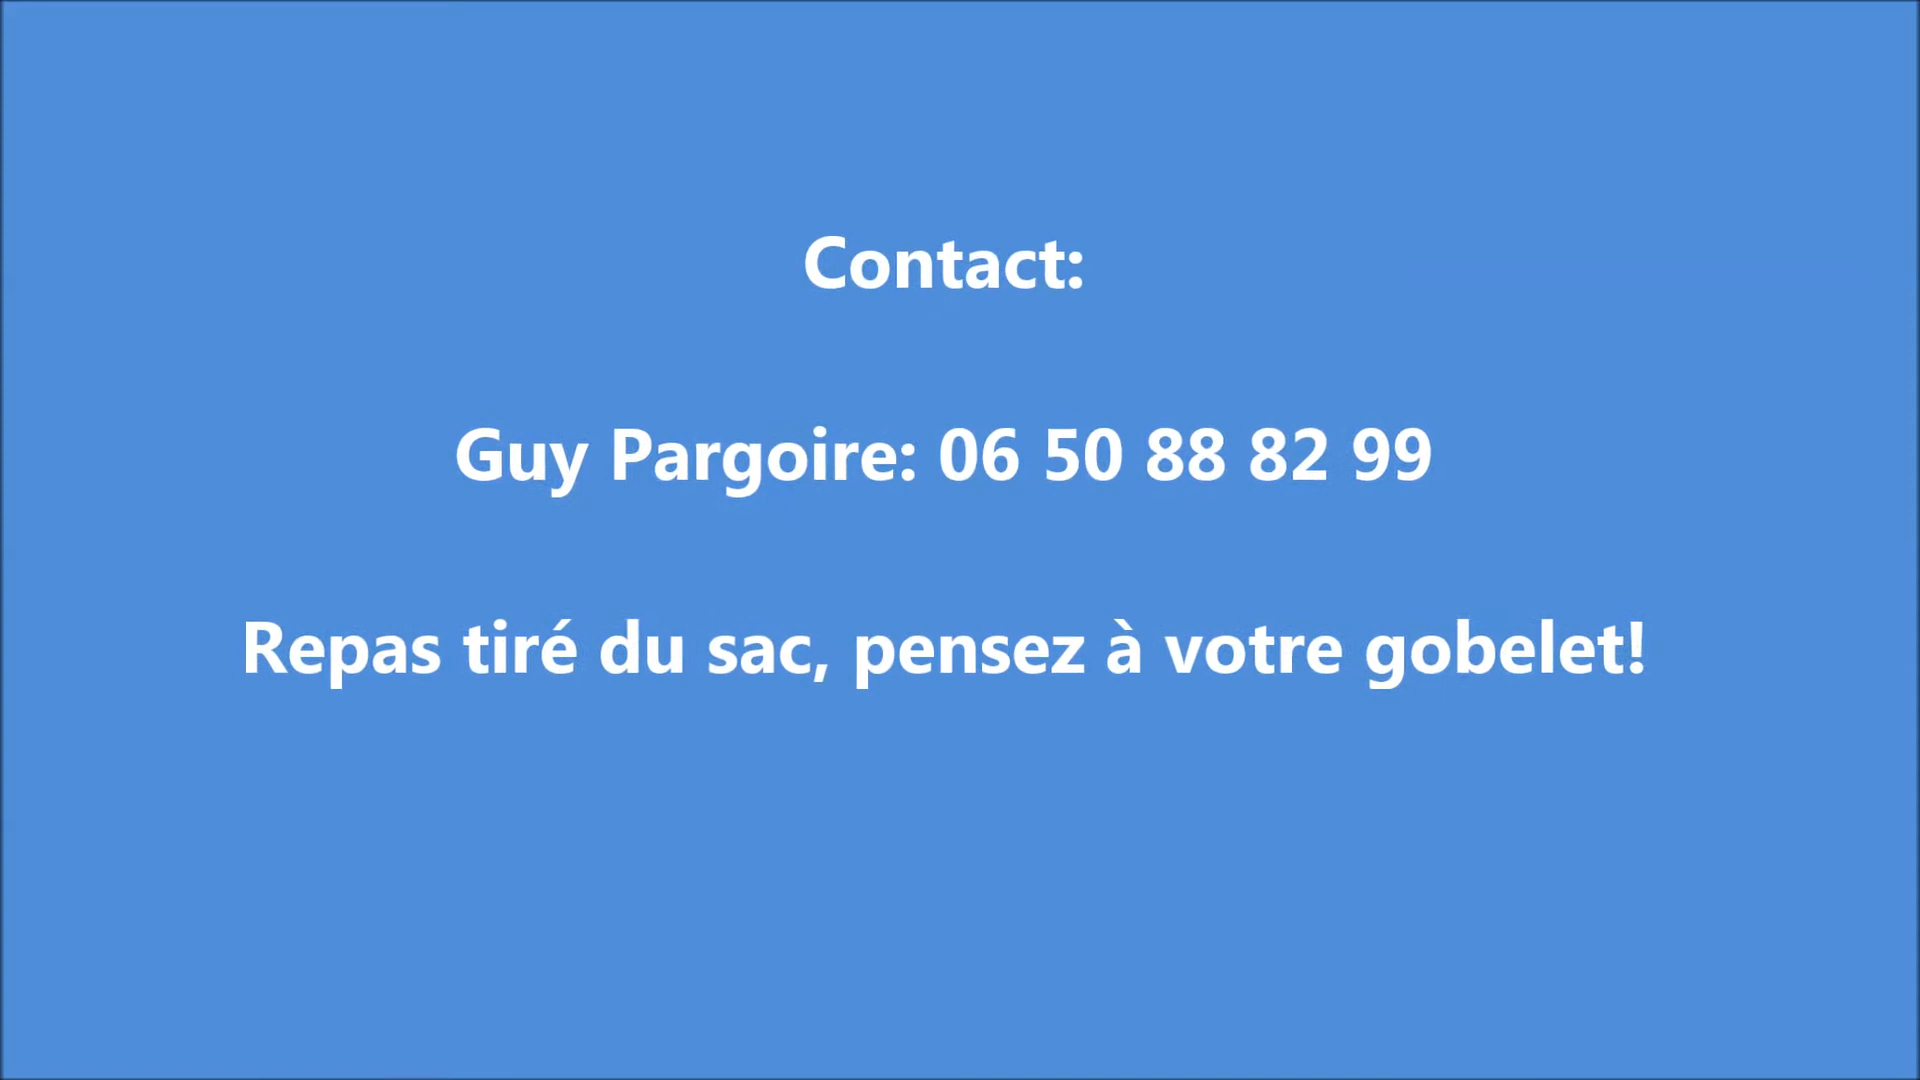 Contact:
Guy Pargoire: 06 50 88 82 99
Repas tiré du sac, pensez à votre gobelet!